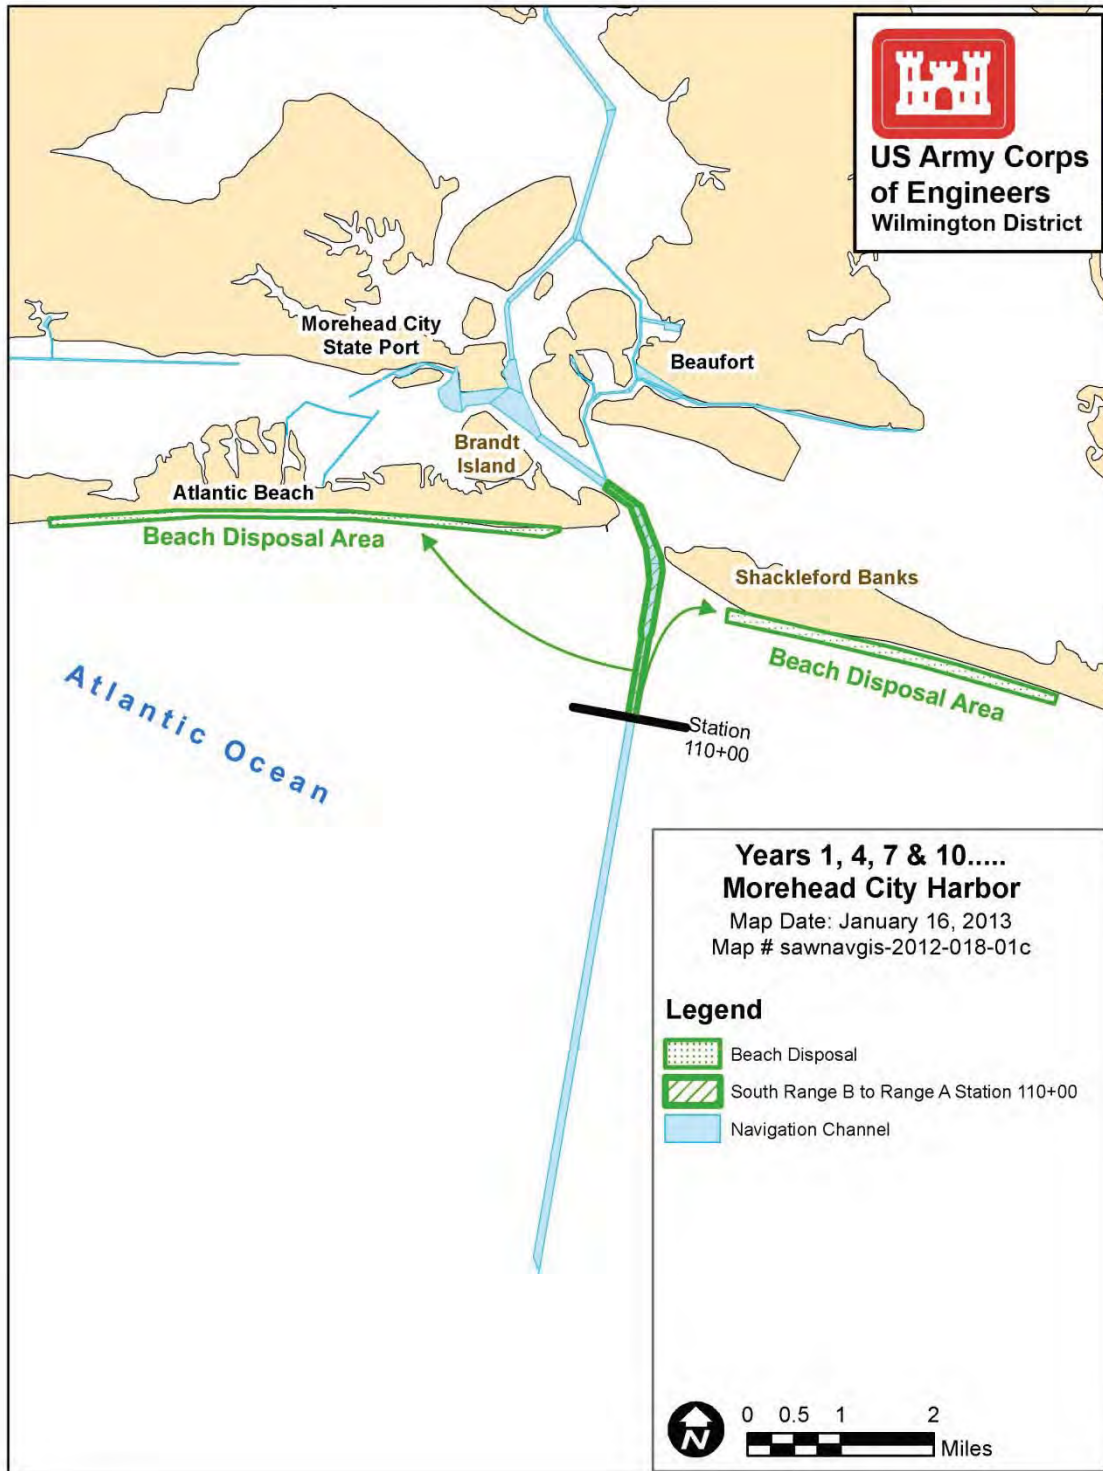 US Army Corps
of Engineers
Wilmington District
Morehead City
State Port
Beaufort
Brandt
Island
Atlantic Beach
Beach Disposal Area
Shackleford Banks
Beach Disposal Area
Atlantic Ocean
Station
110+00
Years 1, 4, 7 & 10.....
Morehead City Harbor
Map Date: January 16, 2013
Map # sawnavgis-2012-018-01c
Legend
Beach Disposal
South Range B to Range A Station 110+00
Navigation Channel
N
0 0.5 1 2
Miles